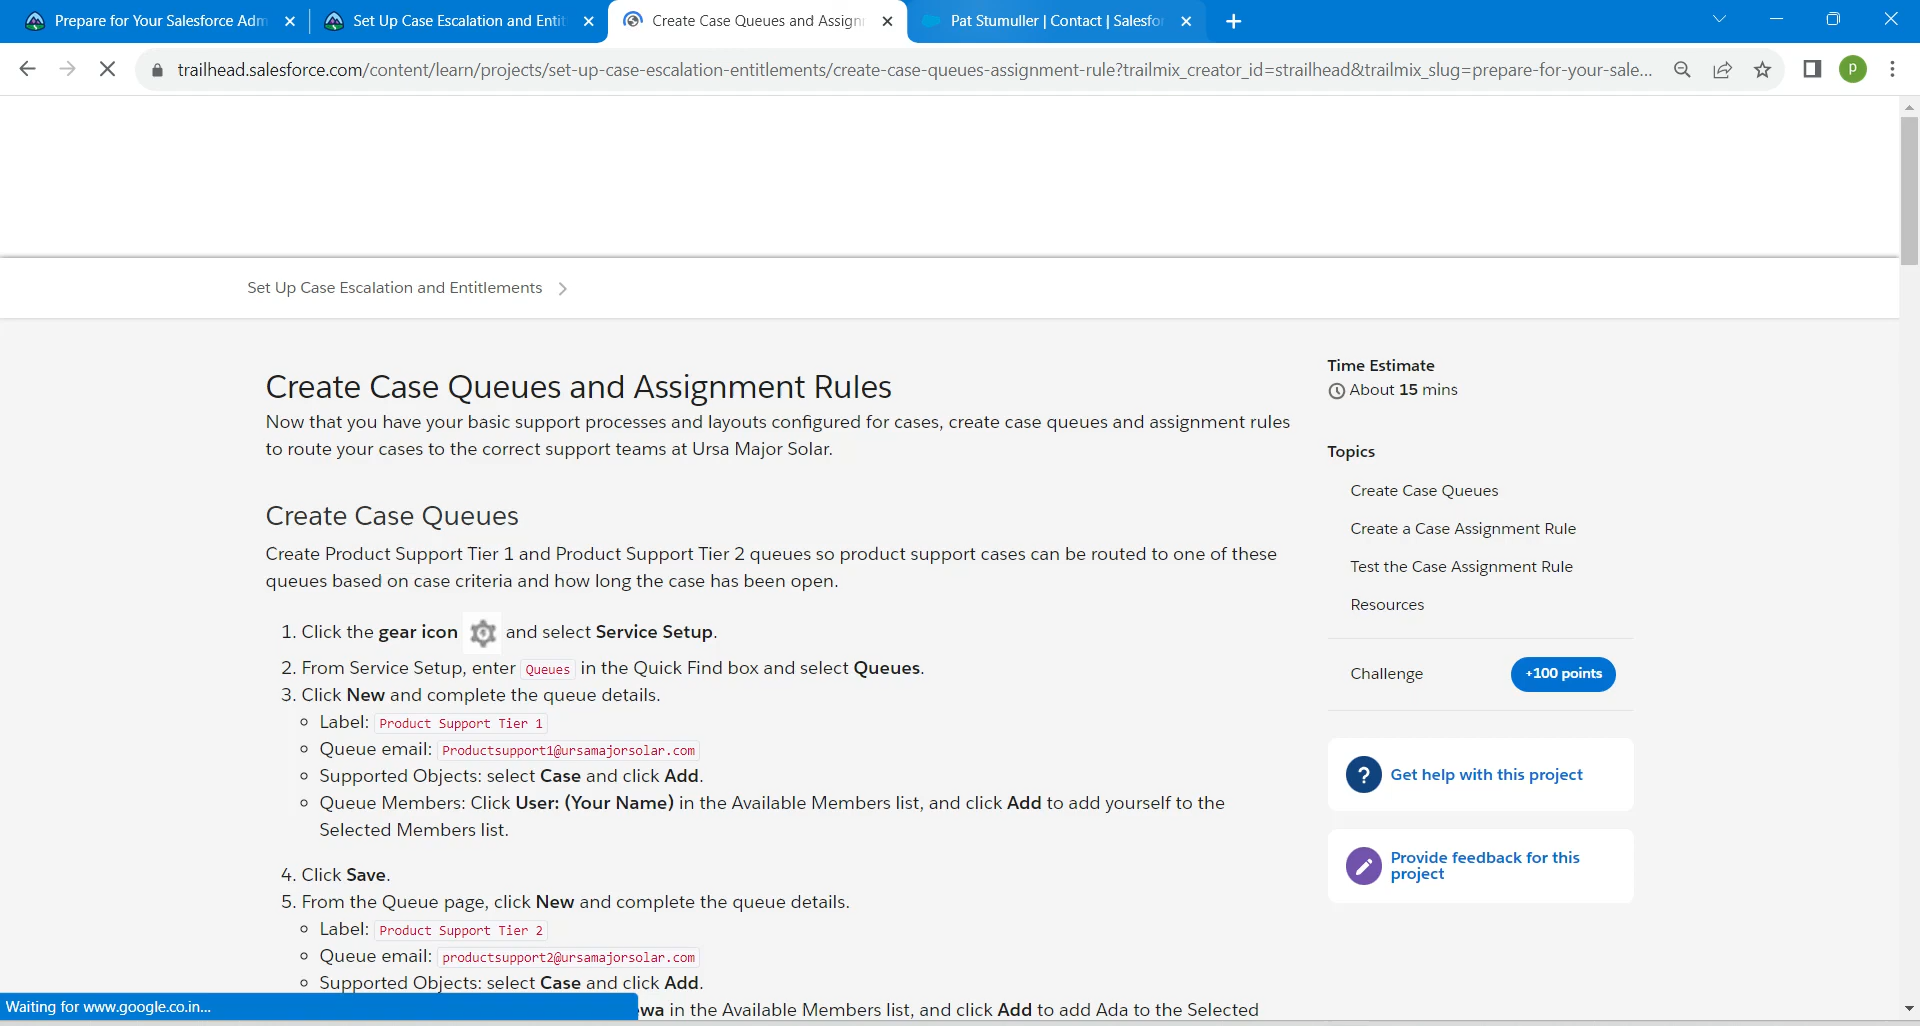 Prepare for Your Salesforce Adm
Set Up Case Escalation and Entit
Create Case Queues and Assign
Pat Stumuller | Contact | Salesfo
trailhead.salesforce.com/content/learn/projects/set-up-case-escalation-entitlements/create-case-queues-assignment-rule?trailmix_creator_id=strailhead&trailmix_slug=prepare-for-your-sale...
P
Set Up Case Escalation and Entitlements
Create Case Queues and Assignment Rules
Now that you have your basic support processes and layouts configured for cases, create case queues and assignment rules
to route your cases to the correct support teams at Ursa Major Solar.
Create Case Queues
Create Product Support Tier 1 and Product Support Tier 2 queues so product support cases can be routed to one of these
queues based on case criteria and how long the case has been open.
1. Click the gear icon and select Service Setup.
2. From Service Setup, enter Queues in the Quick Find box and select Queues.
3. Click New and complete the queue details.
Label: Product Support Tier 1
Queue email: Productsupport1@ursamajorsolar.com
Supported Objects: select Case and click Add.
Queue Members: Click User: (Your Name) in the Available Members list, and click Add to add yourself to the
Selected Members list.
4. Click Save.
5. From the Queue page, click New and complete the queue details.
Label: Product Support Tier 2
Queue email: productsupport2@ursamajorsolar.com
Supported Objects: select Case and click Add.
wa in the Available Members list, and click Add to add Ada to the Selected
Time Estimate
About 15 mins
Topics
Create Case Queues
Create a Case Assignment Rule
Test the Case Assignment Rule
Resources
Challenge
+100 points
? Get help with this project
Provide feedback for this
project
Waiting for www.google.co.in...